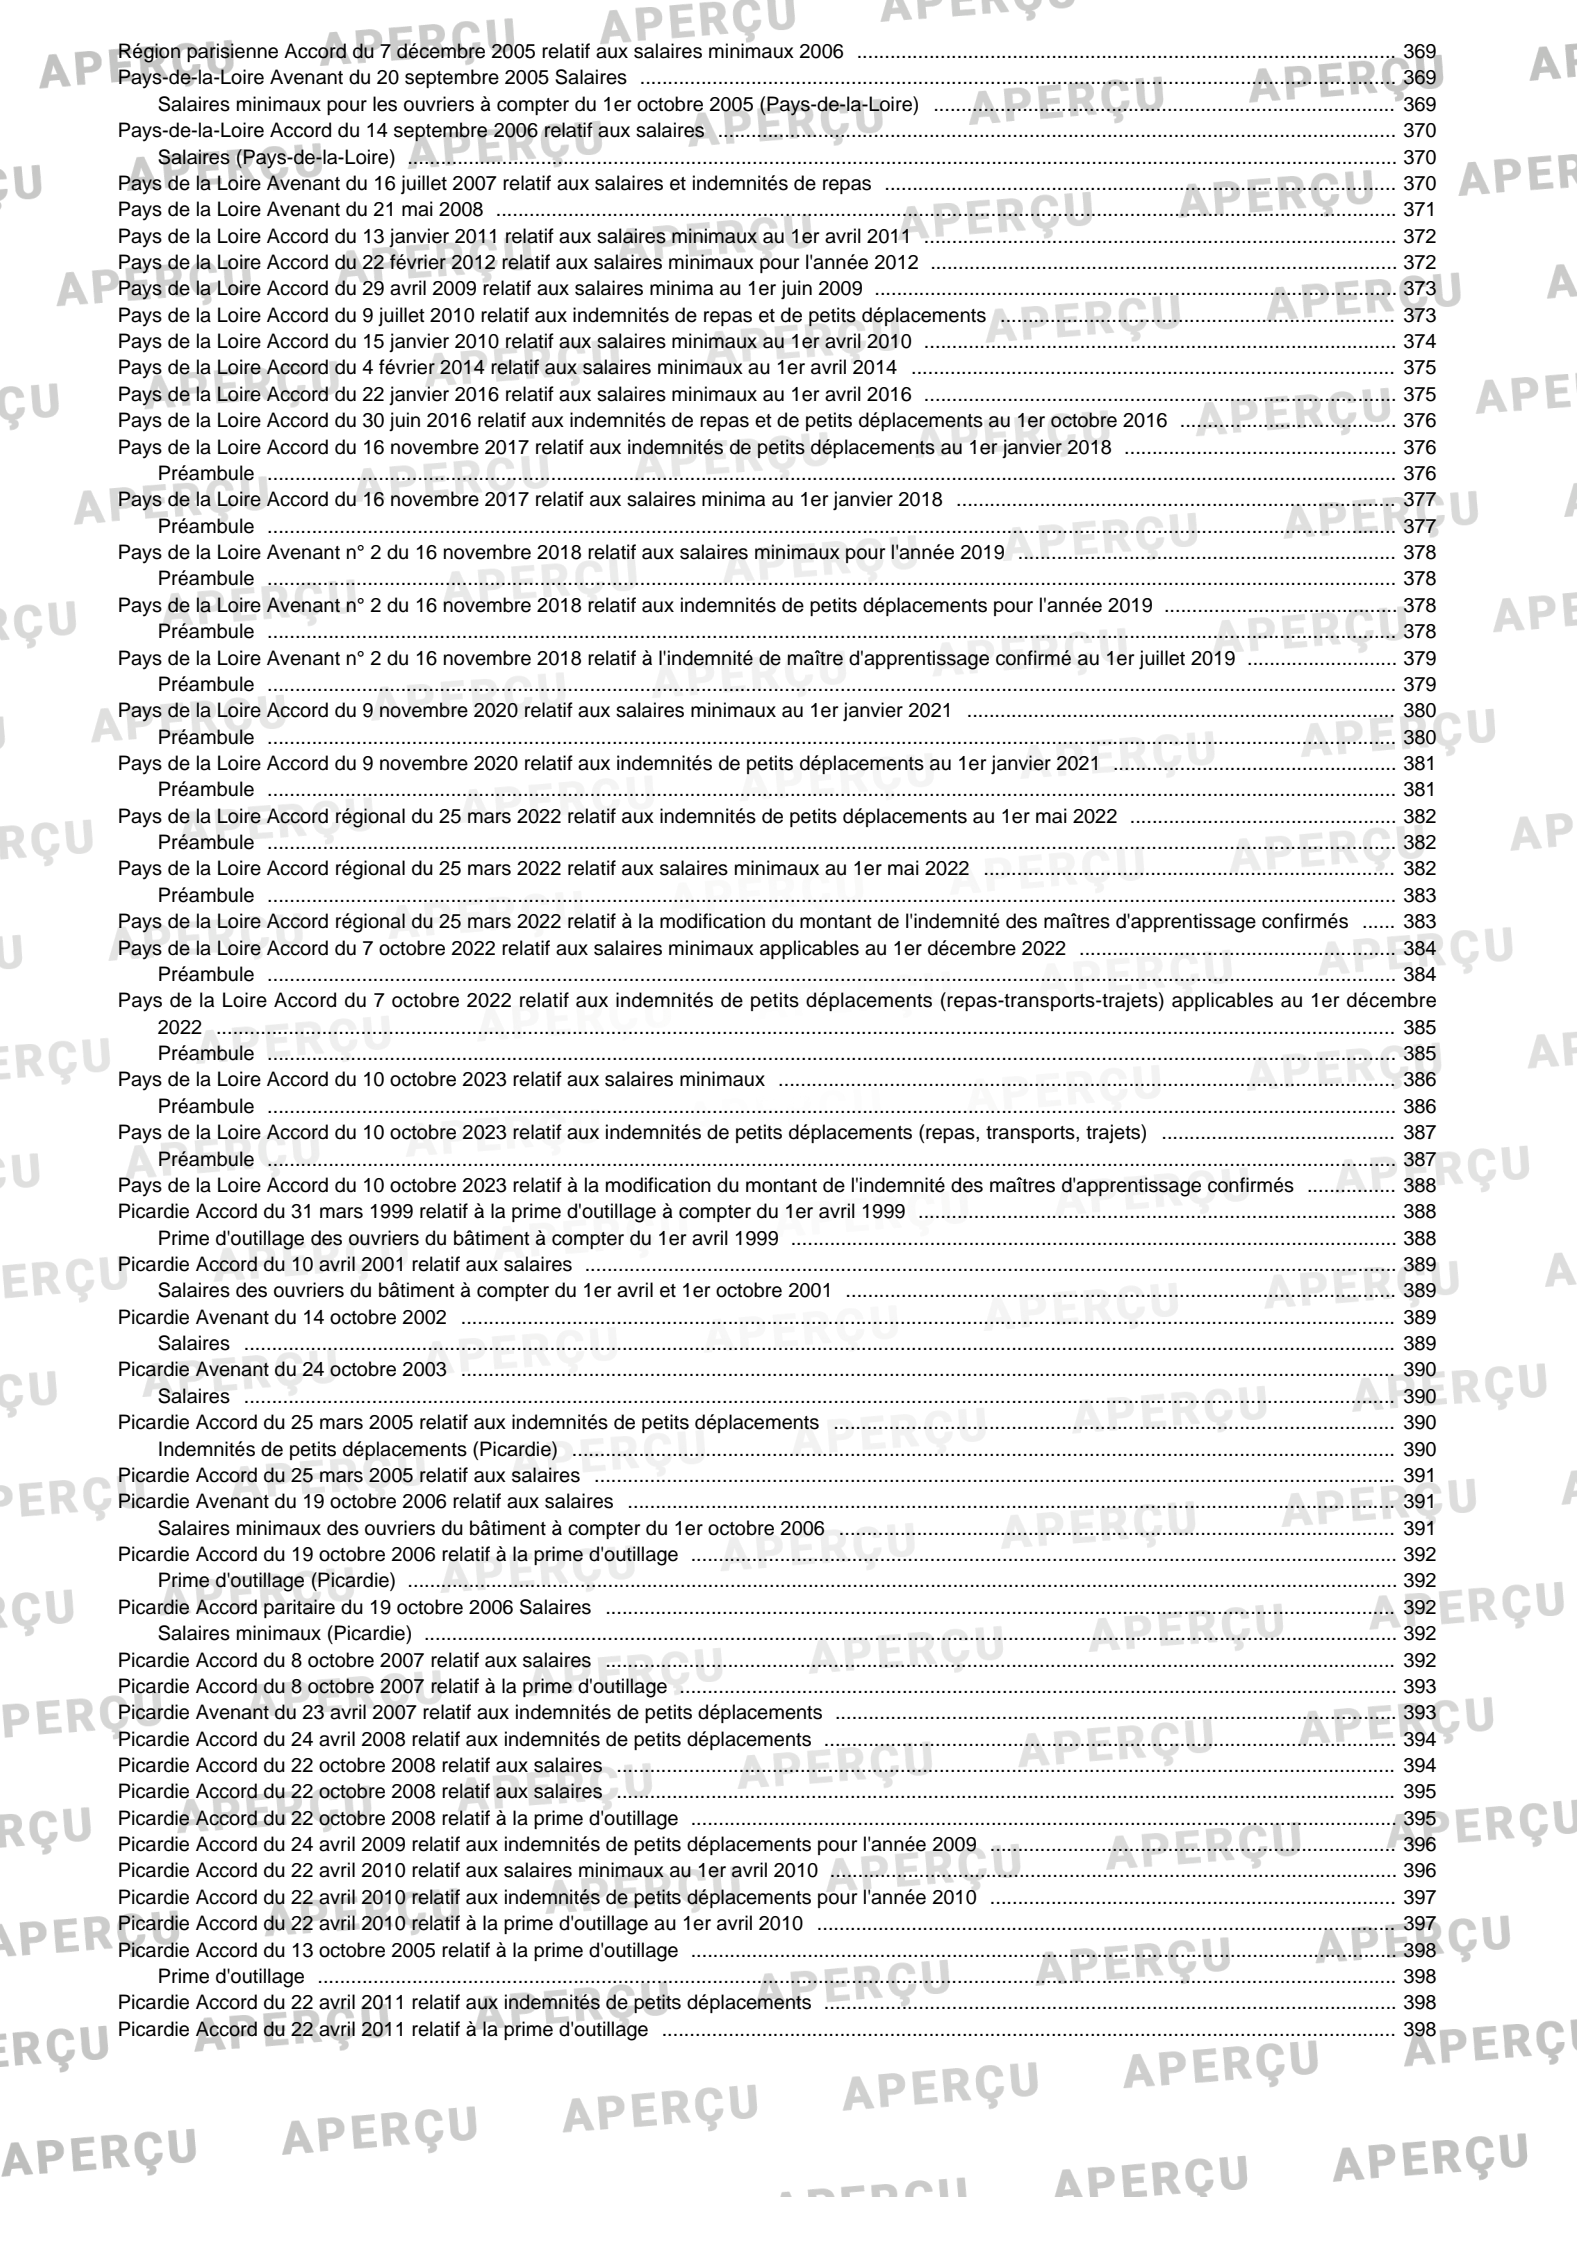 Région parisienne Accord du 7 décembre 2005 relatif aux salaires minimaux 2006 ... 369
Pays-de-la-Loire Avenant du 20 septembre 2005 Salaires ... 369
Salaires minimaux pour les ouvriers à compter du 1er octobre 2005 (Pays-de-la-Loire) ... 369
Pays-de-la-Loire Accord du 14 septembre 2006 relatif aux salaires ... 370
Salaires (Pays-de-la-Loire) ... 370
Pays de la Loire Avenant du 16 juillet 2007 relatif aux salaires et indemnités de repas ... 370
Pays de la Loire Avenant du 21 mai 2008 ... 371
Pays de la Loire Accord du 13 janvier 2011 relatif aux salaires minimaux au 1er avril 2011 ... 372
Pays de la Loire Accord du 22 février 2012 relatif aux salaires minimaux pour l'année 2012 ... 372
Pays de la Loire Accord du 29 avril 2009 relatif aux salaires minima au 1er juin 2009 ... 373
Pays de la Loire Accord du 9 juillet 2010 relatif aux indemnités de repas et de petits déplacements ... 373
Pays de la Loire Accord du 15 janvier 2010 relatif aux salaires minimaux au 1er avril 2010 ... 374
Pays de la Loire Accord du 4 février 2014 relatif aux salaires minimaux au 1er avril 2014 ... 375
Pays de la Loire Accord du 22 janvier 2016 relatif aux salaires minimaux au 1er avril 2016 ... 375
Pays de la Loire Accord du 30 juin 2016 relatif aux indemnités de repas et de petits déplacements au 1er octobre 2016 ... 376
Pays de la Loire Accord du 16 novembre 2017 relatif aux indemnités de petits déplacements au 1er janvier 2018 ... 376
Préambule ... 376
Pays de la Loire Accord du 16 novembre 2017 relatif aux salaires minima au 1er janvier 2018 ... 377
Préambule ... 377
Pays de la Loire Avenant n° 2 du 16 novembre 2018 relatif aux salaires minimaux pour l'année 2019 ... 378
Préambule ... 378
Pays de la Loire Avenant n° 2 du 16 novembre 2018 relatif aux indemnités de petits déplacements pour l'année 2019 ... 378
Préambule ... 378
Pays de la Loire Avenant n° 2 du 16 novembre 2018 relatif à l'indemnité de maître d'apprentissage confirmé au 1er juillet 2019 ... 379
Préambule ... 379
Pays de la Loire Accord du 9 novembre 2020 relatif aux salaires minimaux au 1er janvier 2021 ... 380
Préambule ... 380
Pays de la Loire Accord du 9 novembre 2020 relatif aux indemnités de petits déplacements au 1er janvier 2021 ... 381
Préambule ... 381
Pays de la Loire Accord régional du 25 mars 2022 relatif aux indemnités de petits déplacements au 1er mai 2022 ... 382
Préambule ... 382
Pays de la Loire Accord régional du 25 mars 2022 relatif aux salaires minimaux au 1er mai 2022 ... 382
Préambule ... 383
Pays de la Loire Accord régional du 25 mars 2022 relatif à la modification du montant de l'indemnité des maîtres d'apprentissage confirmés ... 383
Pays de la Loire Accord du 7 octobre 2022 relatif aux salaires minimaux applicables au 1er décembre 2022 ... 384
Préambule ... 384
Pays de la Loire Accord du 7 octobre 2022 relatif aux indemnités de petits déplacements (repas-transports-trajets) applicables au 1er décembre
2022 ... 385
Préambule ... 385
Pays de la Loire Accord du 10 octobre 2023 relatif aux salaires minimaux ... 386
Préambule ... 386
Pays de la Loire Accord du 10 octobre 2023 relatif aux indemnités de petits déplacements (repas, transports, trajets) ... 387
Préambule ... 387
Pays de la Loire Accord du 10 octobre 2023 relatif à la modification du montant de l'indemnité des maîtres d'apprentissage confirmés ... 388
Picardie Accord du 31 mars 1999 relatif à la prime d'outillage à compter du 1er avril 1999 ... 388
Prime d'outillage des ouvriers du bâtiment à compter du 1er avril 1999 ... 388
Picardie Accord du 10 avril 2001 relatif aux salaires ... 389
Salaires des ouvriers du bâtiment à compter du 1er avril et 1er octobre 2001 ... 389
Picardie Avenant du 14 octobre 2002 ... 389
Salaires ... 389
Picardie Avenant du 24 octobre 2003 ... 390
Salaires ... 390
Picardie Accord du 25 mars 2005 relatif aux indemnités de petits déplacements ... 390
Indemnités de petits déplacements (Picardie) ... 390
Picardie Accord du 25 mars 2005 relatif aux salaires ... 391
Picardie Avenant du 19 octobre 2006 relatif aux salaires ... 391
Salaires minimaux des ouvriers du bâtiment à compter du 1er octobre 2006 ... 391
Picardie Accord du 19 octobre 2006 relatif à la prime d'outillage ... 392
Prime d'outillage (Picardie) ... 392
Picardie Accord paritaire du 19 octobre 2006 Salaires ... 392
Salaires minimaux (Picardie) ... 392
Picardie Accord du 8 octobre 2007 relatif aux salaires ... 392
Picardie Accord du 8 octobre 2007 relatif à la prime d'outillage ... 393
Picardie Avenant du 23 avril 2007 relatif aux indemnités de petits déplacements ... 393
Picardie Accord du 24 avril 2008 relatif aux indemnités de petits déplacements ... 394
Picardie Accord du 22 octobre 2008 relatif aux salaires ... 394
Picardie Accord du 22 octobre 2008 relatif aux salaires ... 395
Picardie Accord du 22 octobre 2008 relatif à la prime d'outillage ... 395
Picardie Accord du 24 avril 2009 relatif aux indemnités de petits déplacements pour l'année 2009 ... 396
Picardie Accord du 22 avril 2010 relatif aux salaires minimaux au 1er avril 2010 ... 396
Picardie Accord du 22 avril 2010 relatif aux indemnités de petits déplacements pour l'année 2010 ... 397
Picardie Accord du 22 avril 2010 relatif à la prime d'outillage au 1er avril 2010 ... 397
Picardie Accord du 13 octobre 2005 relatif à la prime d'outillage ... 398
Prime d'outillage ... 398
Picardie Accord du 22 avril 2011 relatif aux indemnités de petits déplacements ... 398
Picardie Accord du 22 avril 2011 relatif à la prime d'outillage ... 398
APERÇU